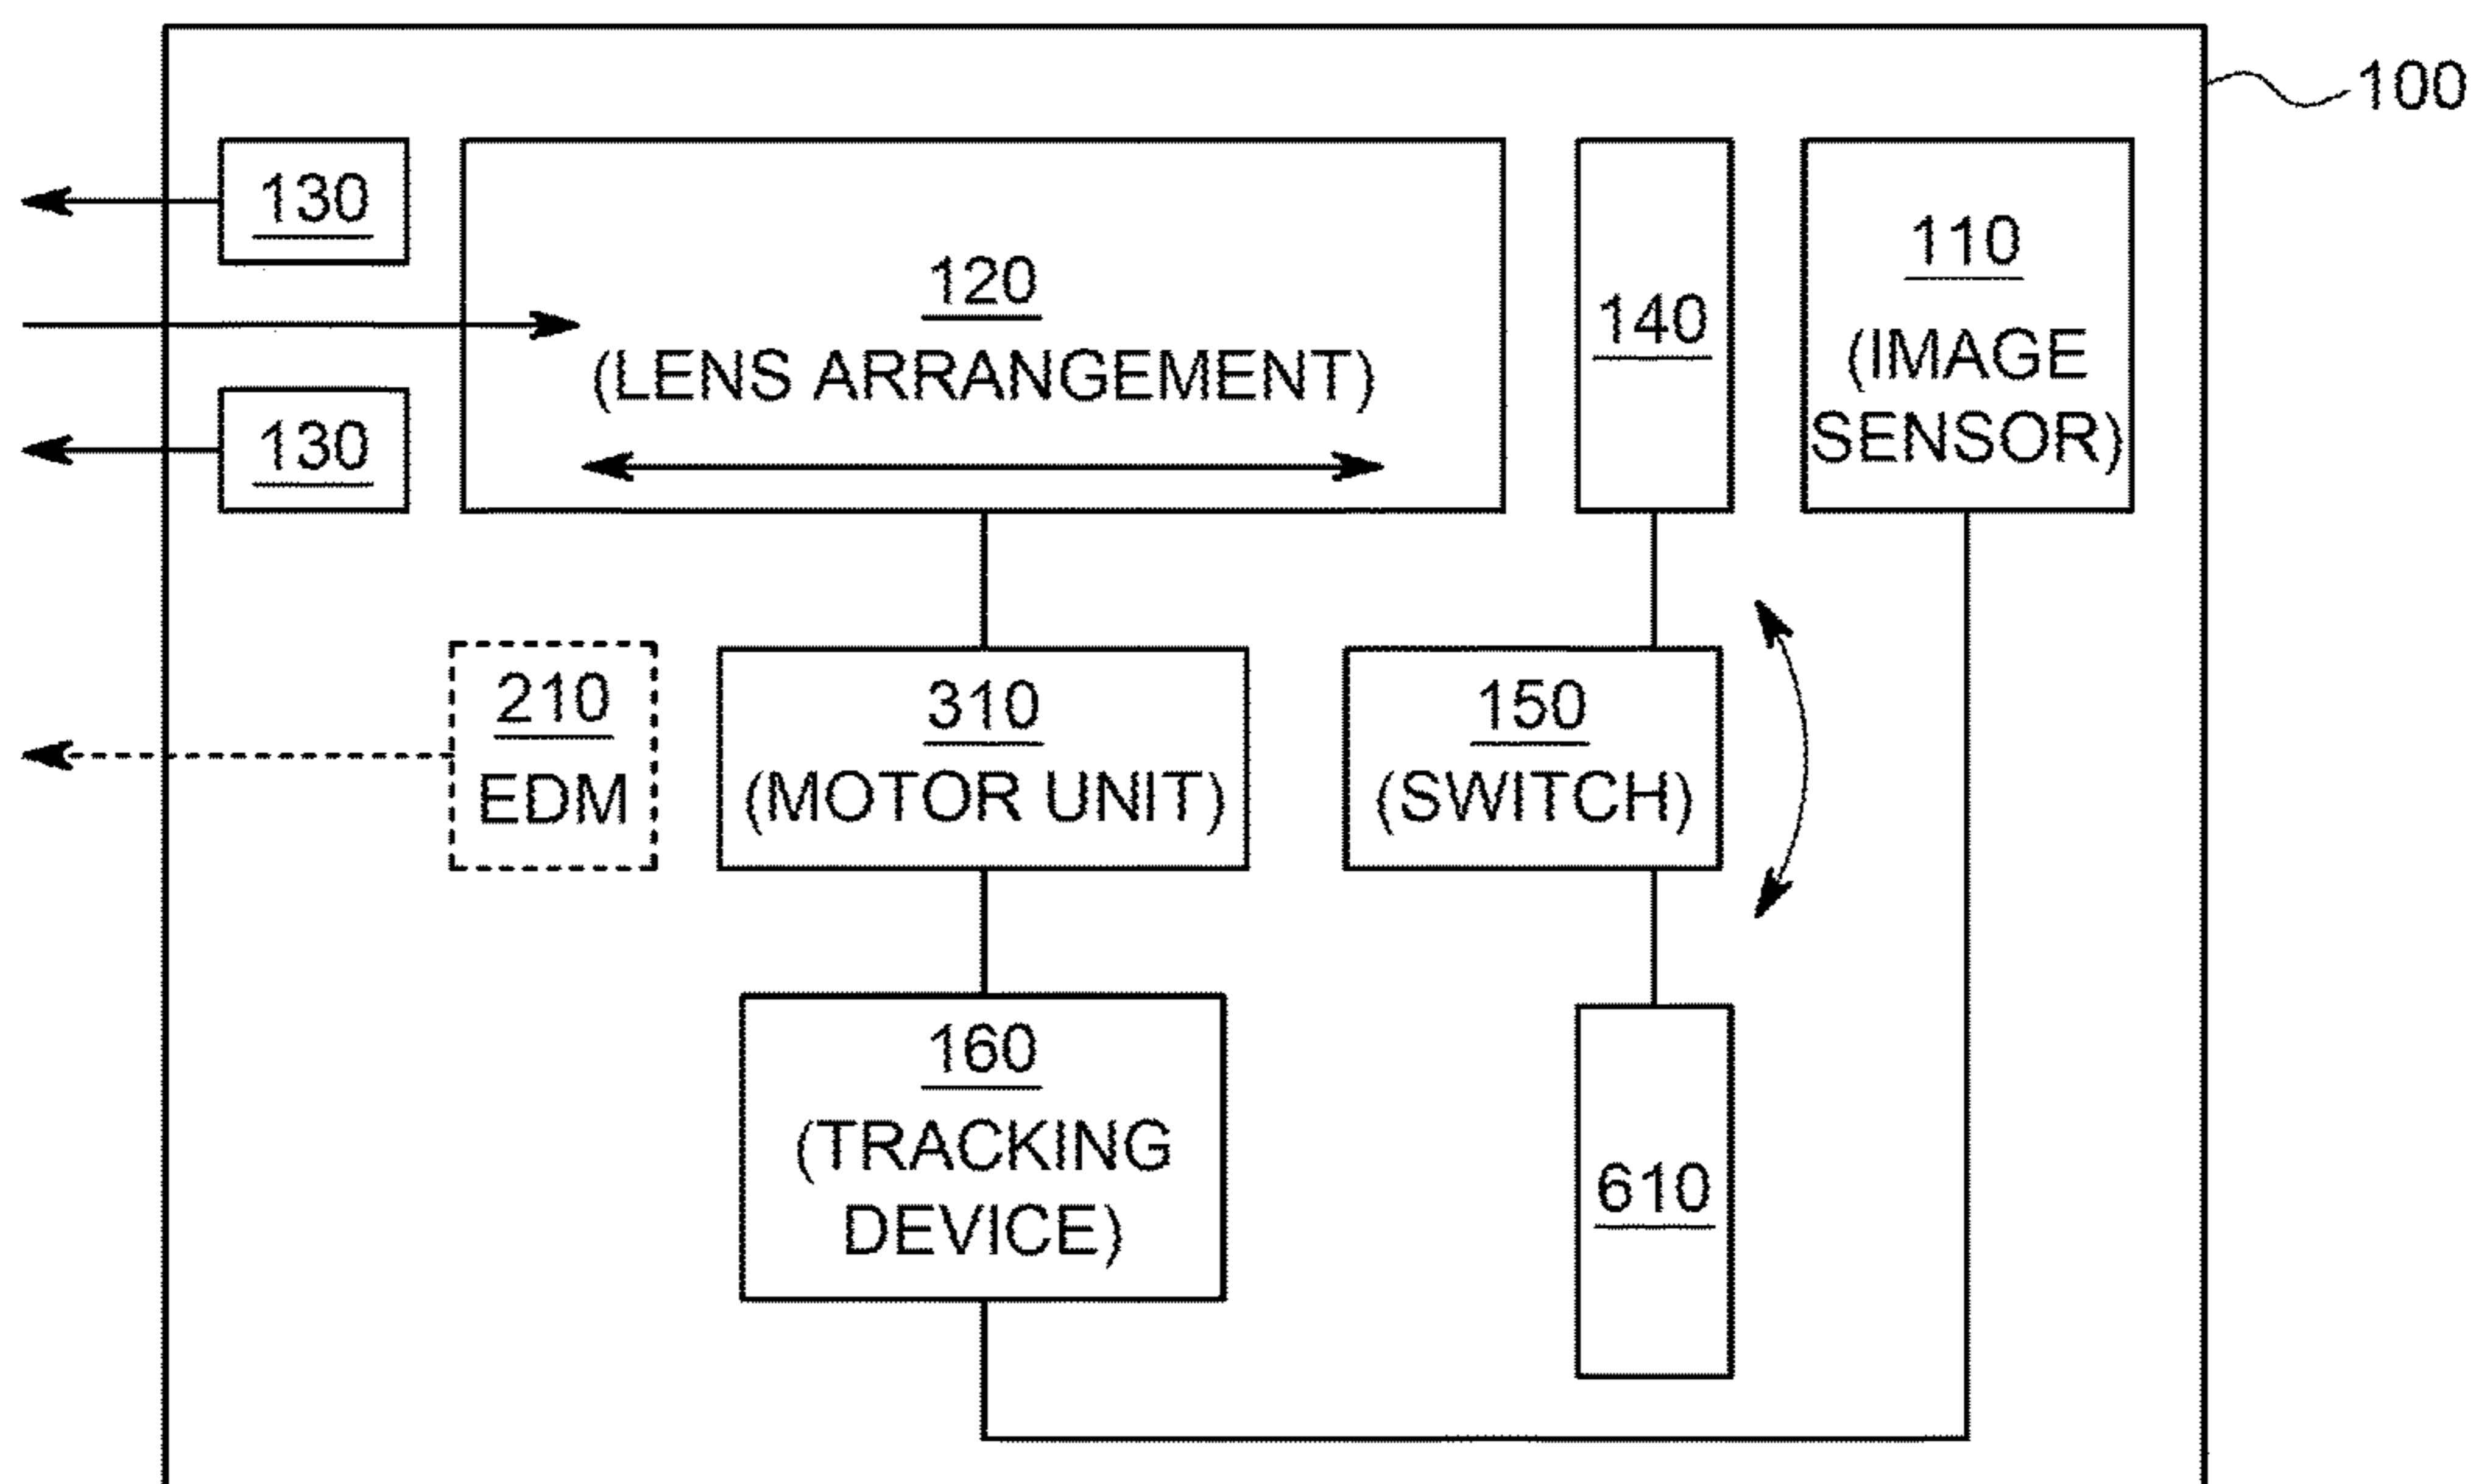 100
130
120
(LENS ARRANGEMENT)
130
140
110
(IMAGE
SENSOR)
210
EDM
310
(MOTOR UNIT)
150
(SWITCH)
160
(TRACKING
DEVICE)
610